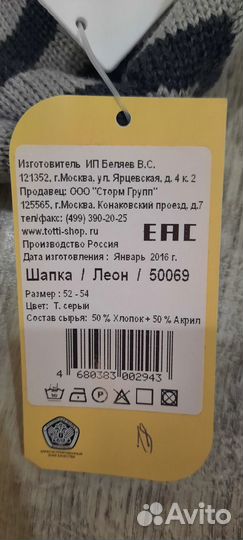 Изготовитель ИП Беляев В.С.
121352, г.Москва. ул. Ярцевская, д. 4 к. 2
Продавец: ООО "Сторм Групп"
125565, г.Москва. Конаковский проезд, д.7
тел/факс: (499) 390-20-25
www.totti-shop.ru
Производство Россия
EAC
Дата изготовления : Январь 2016 г.
Шапка / Леон / 50069
Размер : 52 - 54
Цвет: Т. серый
Состав сырья: 50 % Хлопок + 50 % Акрил
4 680383 002943
Avito